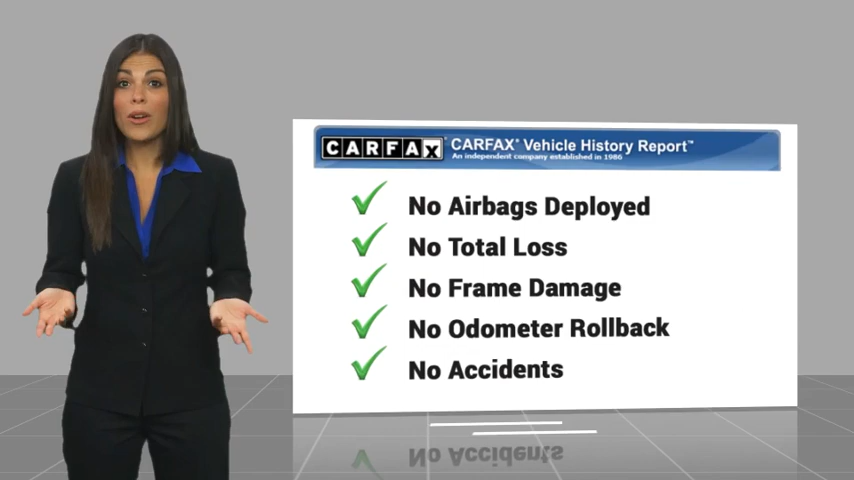 CARFAX CARFAX® Vehicle History Report™
An independent company established in 1986
No Airbags Deployed
No Total Loss
No Frame Damage
No Odometer Rollback
No Accidents
No Accidents